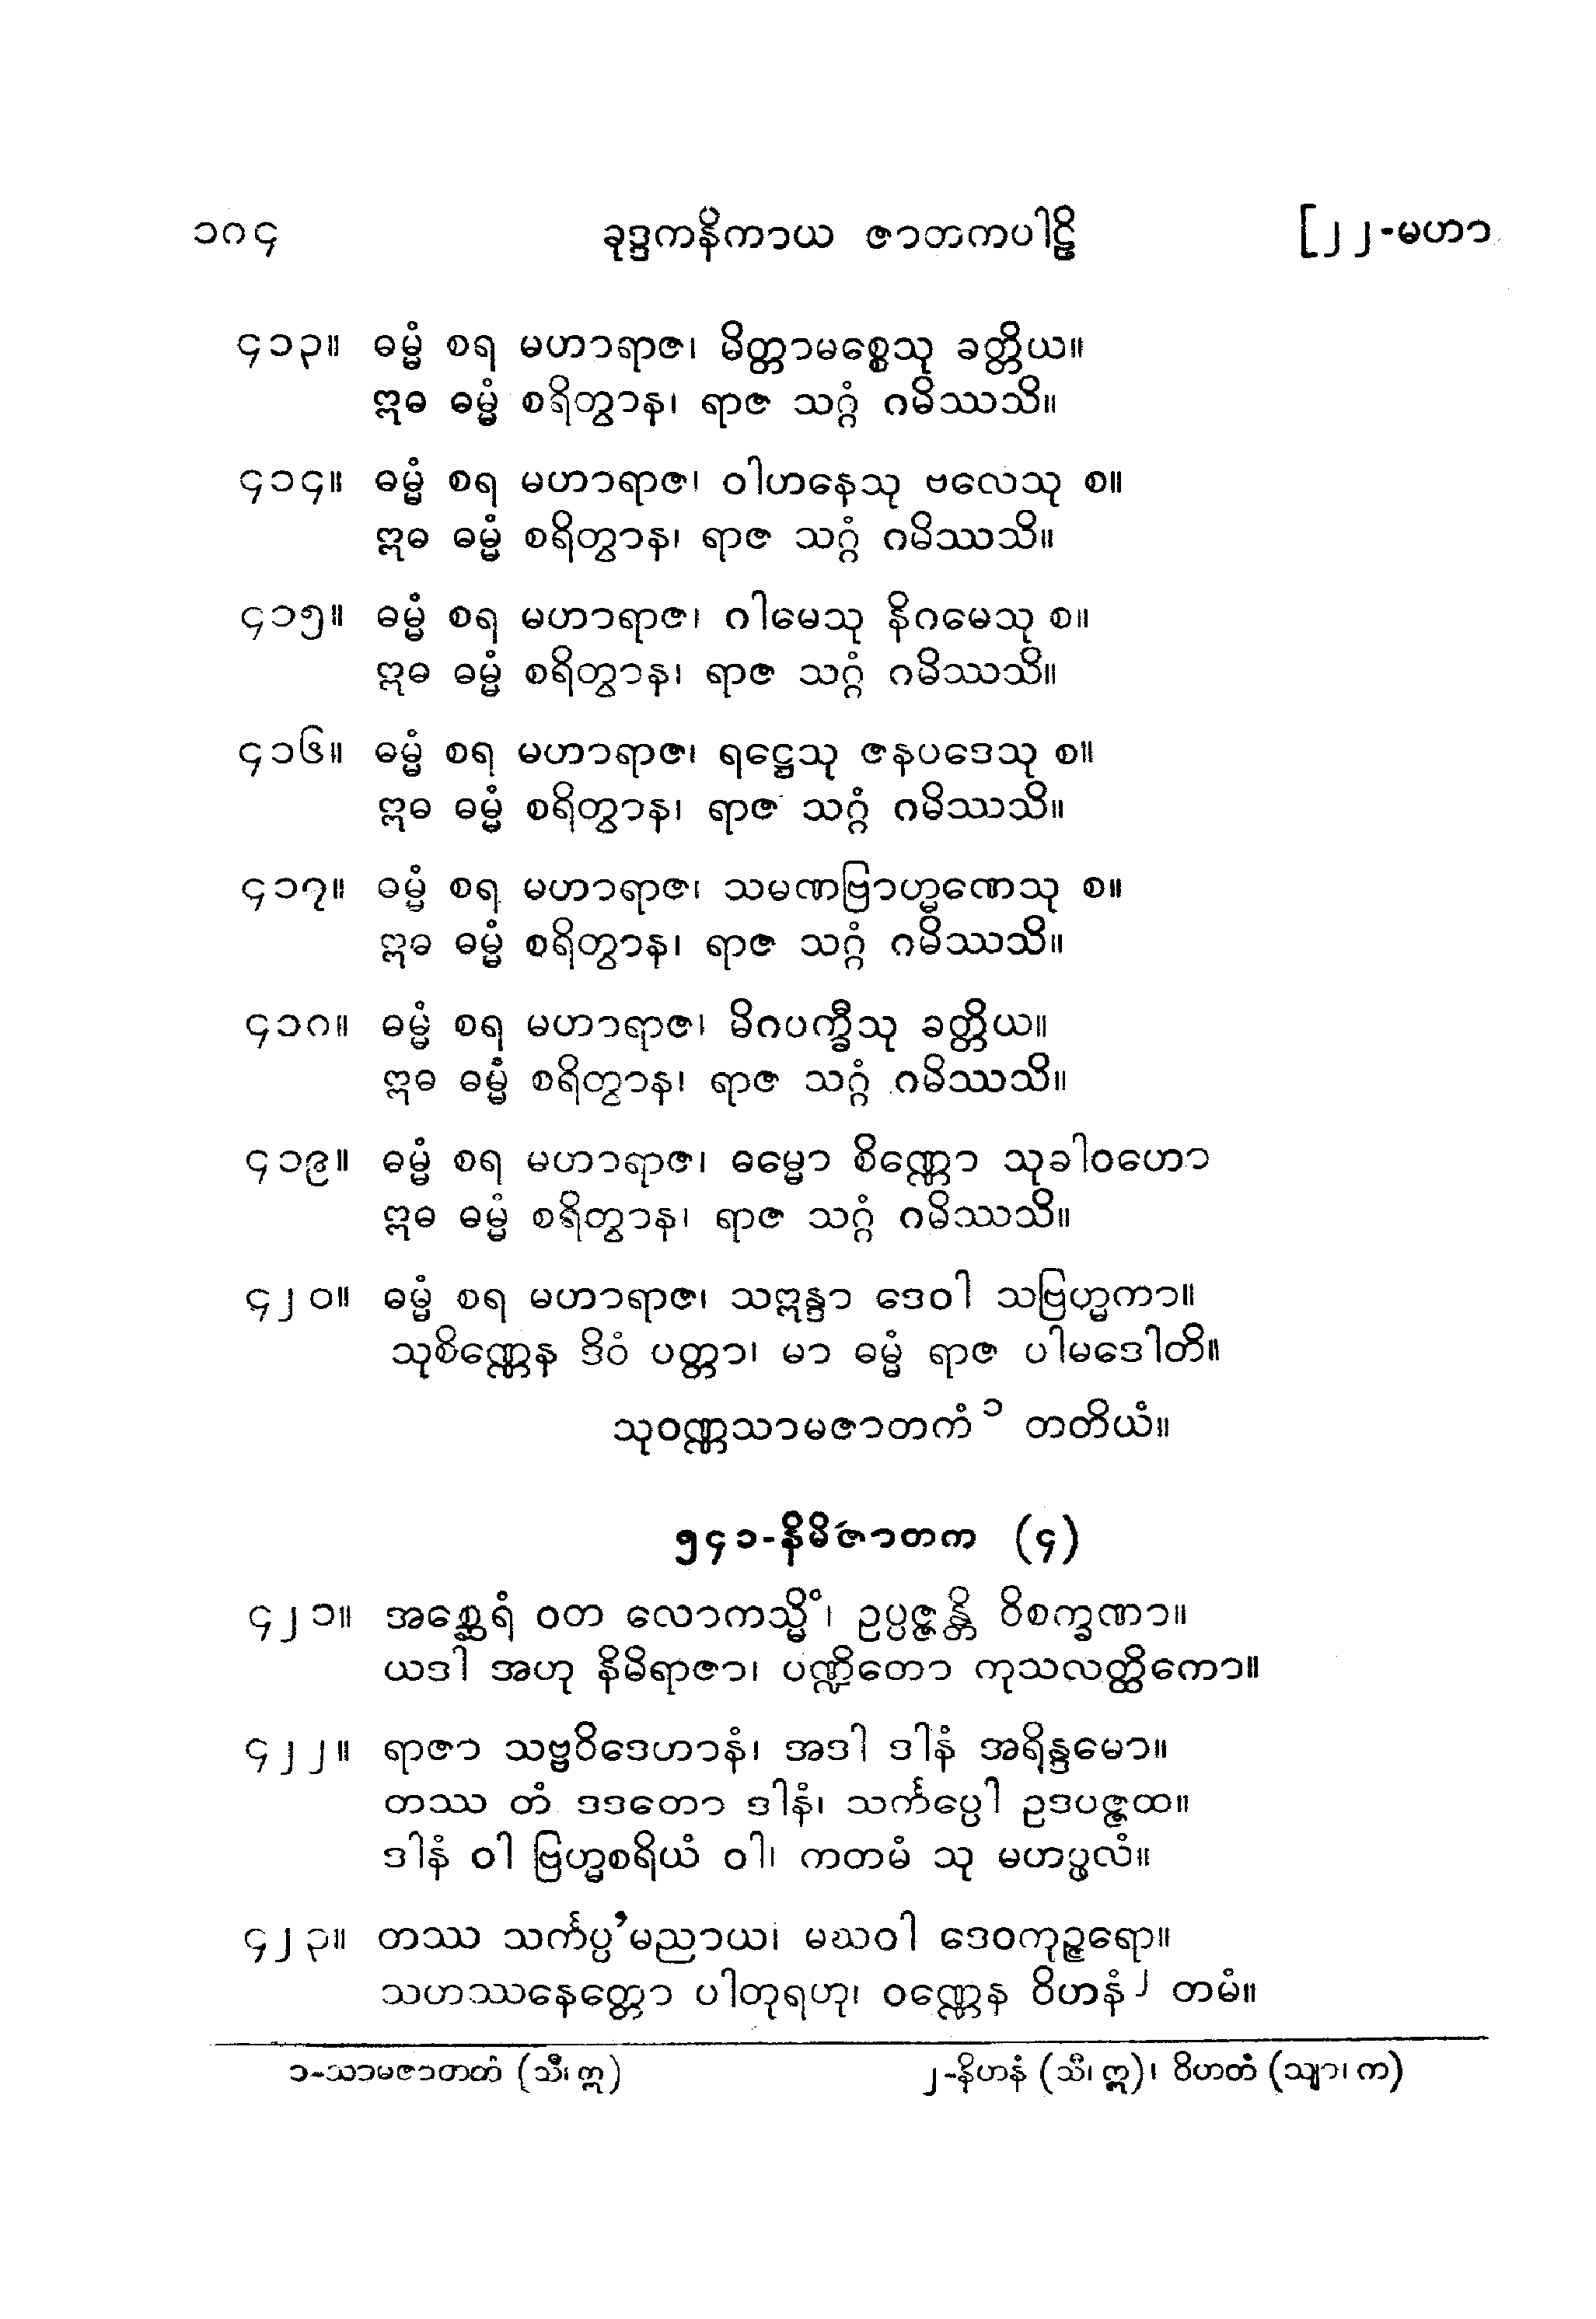 ၁၈၄ ခုဒ္ဒကနိကာယ ဇာတကပါဠိ [၂၂-မဟာ
၄၁၃။ ဓမ္မံ စရ မဟာရာဇ၊ မိတ္တာမစ္စေသု ခတ္တိယ။
ဣဓ ဓမ္မံ စရိတွာန၊ ရာဇ သဂ္ဂံ ဂမိဿသိ။
၄၁၄။ ဓမ္မံ စရ မဟာရာဇ၊ ဝါဟနေသု ဗလေသု စ။
ဣဓ ဓမ္မံ စရိတွာန၊ ရာဇ သဂ္ဂံ ဂမိဿသိ။
၄၁၅။ ဓမ္မံ စရ မဟာရာဇ၊ ဂါမေသု နိဂမေသု စ။
ဣဓ ဓမ္မံ စရိတွာန၊ ရာဇ သဂ္ဂံ ဂမိဿသိ။
၄၁၆။ ဓမ္မံ စရ မဟာရာဇ၊ ရဋ္ဌေသု ဇနပဒေသု စ။
ဣဓ ဓမ္မံ စရိတွာန၊ ရာဇ သဂ္ဂံ ဂမိဿသိ။
၄၁၇။ ဓမ္မံ စရ မဟာရာဇ၊ သမဏဗြာဟ္မဏေသု စ။
ဣဓ ဓမ္မံ စရိတွာန၊ ရာဇ သဂ္ဂံ ဂမိဿသိ။
၄၁၈။ ဓမ္မံ စရ မဟာရာဇ၊ မိဂပက္ခီသု ခတ္တိယ။
ဣဓ ဓမ္မံ စရိတွာန၊ ရာဇ သဂ္ဂံ ဂမိဿသိ။
၄၁၉။ ဓမ္မံ စရ မဟာရာဇ၊ ဓမ္မော စိဏ္ဏော သုခါဝဟော
ဣဓ ဓမ္မံ စရိတွာန၊ ရာဇ သဂ္ဂံ ဂမိဿသိ။
၄၂၀။ ဓမ္မံ စရ မဟာရာဇ၊ သဣန္ဒာ ဒေဝါ သဗြဟ္မကာ။
သုစိဏ္ဏေန ဒိဝံ ပတ္တာ၊ မာ ဓမ္မံ ရာဇ ပါမဒေါတိ။
သုဝဏ္ဏသာမဇာတကံ ၁ တတိယံ။
၅၄၁-နိမိဇာတက (၄)
၄၂၁။ အစ္ဆေရံ ဝတ လောကသ္မိံ၊ ဥပ္ပဇ္ဇန္တိ ဝိစက္ခဏာ။
ယဒါ အဟု နိမိရာဇာ၊ ပဏ္ဍိတော ကုသလတ္ထိကော။
၄၂၂။ ရာဇာ သဗ္ဗဝိဒေဟာနံ၊ အဒါ ဒါနံ အရိန္ဒမော။
တဿ တံ ဒဒတော ဒါနံ၊ သင်္ကပ္ပေါ ဥဒပဇ္ဇထ။
ဒါနံ ဝါ ဗြဟ္မစရိယံ ဝါ၊ ကတမံ သု မဟပ္ဖလံ။
၄၂၃။ တဿ သင်္ကပ္ပ’မညာယ၊ မဃဝါ ဒေဝကုဉ္ဇရော။
သဟဿနေတ္တော ပါတုရဟု၊ ဝဏ္ဏေန ဝိဟနံ ၂ တမံ။
၁-သာမဇာတတံ (သီ၊ ဣ) ၂-နိဟနံ (သီ၊ ဣ)၊ ဝိဟတံ (သျာ၊ က)